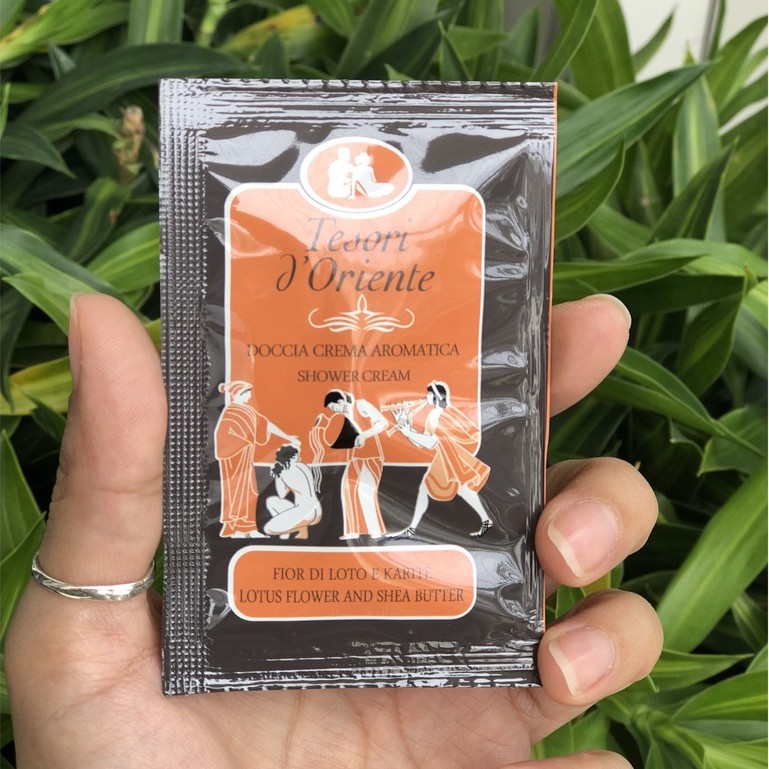 Tesori
d'Oriente
DOCCIA CREMA AROMATICA
SHOWER CREAM
FIOR DI LOTO E KARITÈ
LOTUS FLOWER AND SHEA BUTTER